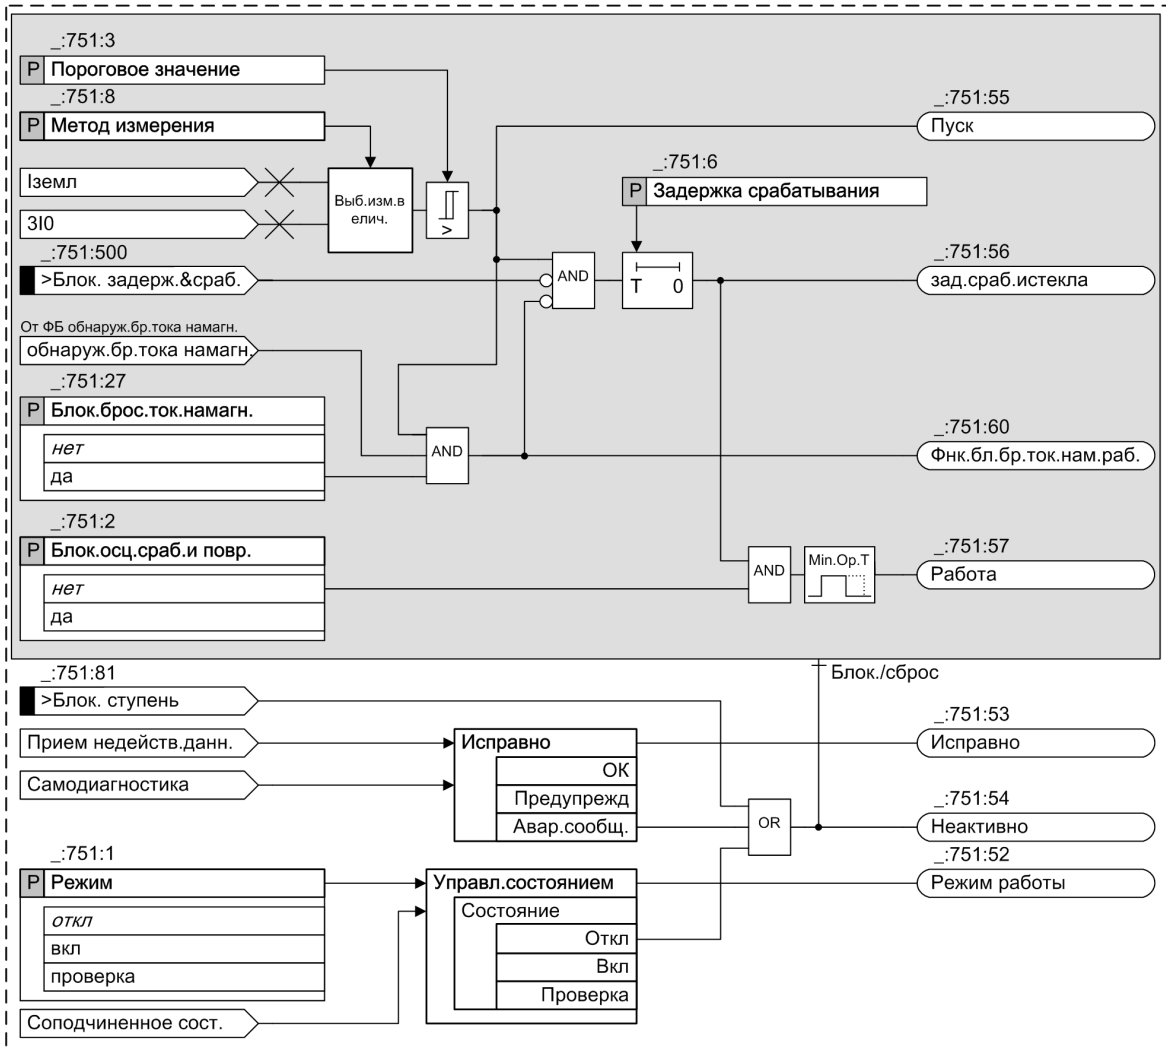 _:751:3
P Пороговое значение
_:751:8
P Метод измерения
Iземл
3I0
Выб.изм.в
елич.
>
_:751:55
Пуск
_:751:6
P Задержка срабатывания
_:751:500
>Блок. задерж.&сраб.
AND
T 0
_:751:56
зад.сраб.истекла
От ФБ обнаруж.бр.тока намагн.
обнаруж.бр.тока намагн.
_:751:27
P Блок.брос.ток.намагн.
нет
да
AND
_:751:60
Фнк.бл.бр.ток.нам.раб.
_:751:2
P Блок.осц.сраб.и повр.
нет
да
AND
Min.Op.T
_:751:57
Работа
_:751:81
>Блок. ступень
Блок./сброс
Прием недейств.данн.
Самодиагностика
Исправно
ОК
Предупрежд
Авар.сообщ.
_:751:53
Исправно
OR
_:751:54
Неактивно
_:751:1
P Режим
откл
вкл
проверка
Управл.состоянием
Состояние
Откл
Вкл
Проверка
_:751:52
Режим работы
Соподчиненное сост.